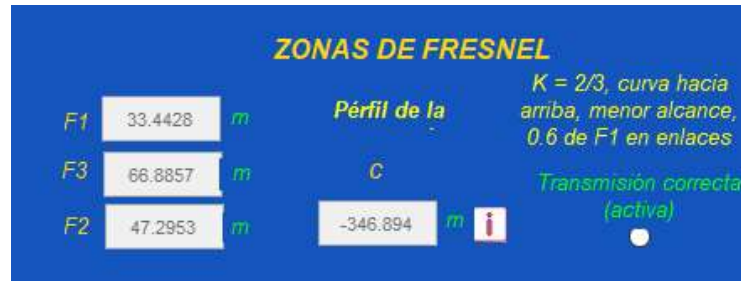 ZONAS DE FRESNEL
F1 33.4428 m
F3 66.8857 m
F2 47.2953 m
Pérfil de la
C
-346.894 m i
K = 2/3, curva hacia
arriba, menor alcance,
0.6 de F1 en enlaces
Transmisión correcta
(activa)